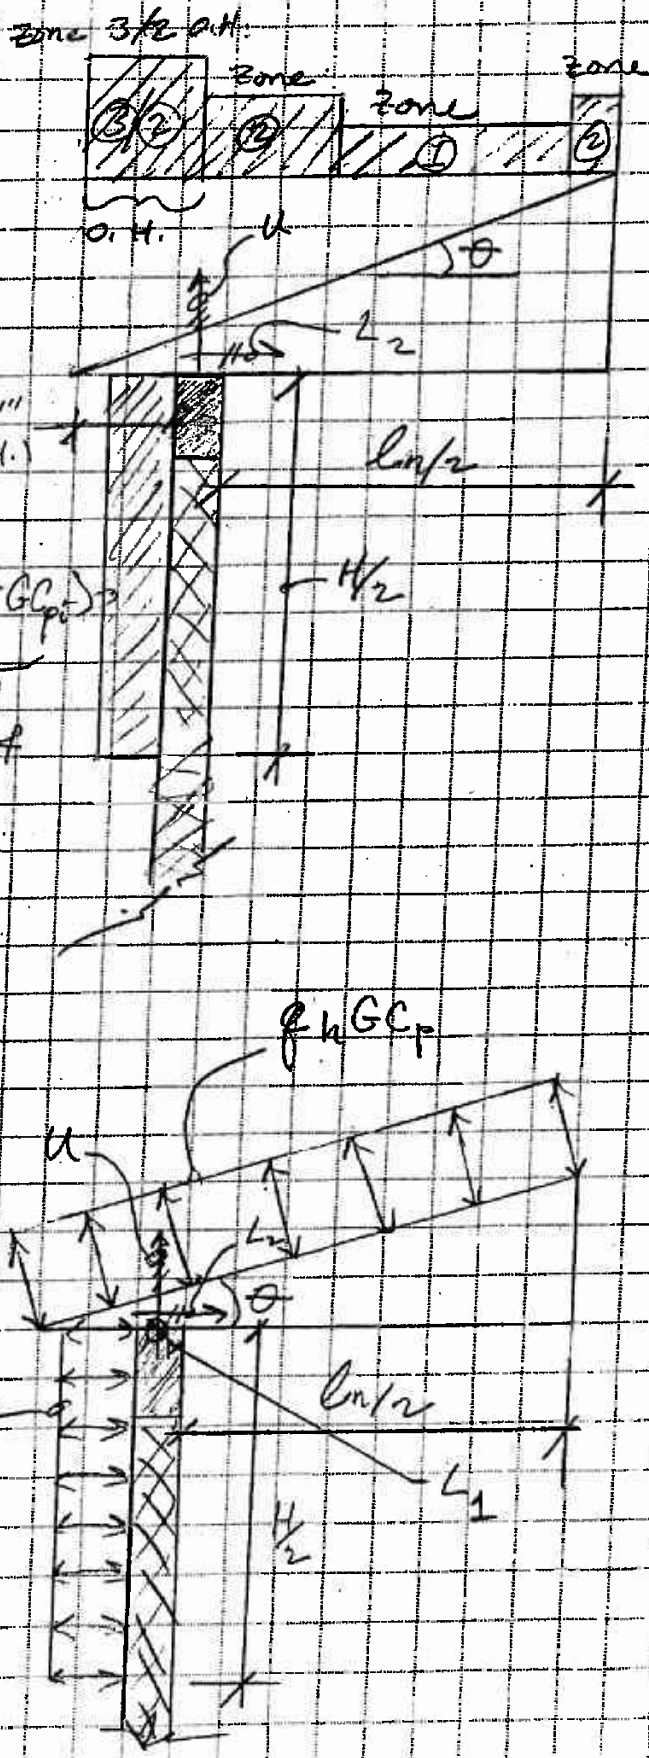 Zone 3/2 O.H.
Zone
Zone
Zone
3 2
2
1
2
O.H.
u
θ
L2
ln/2
H/2
GCpi
qhGCp
u
L2
θ
ln/2
L1
H/2